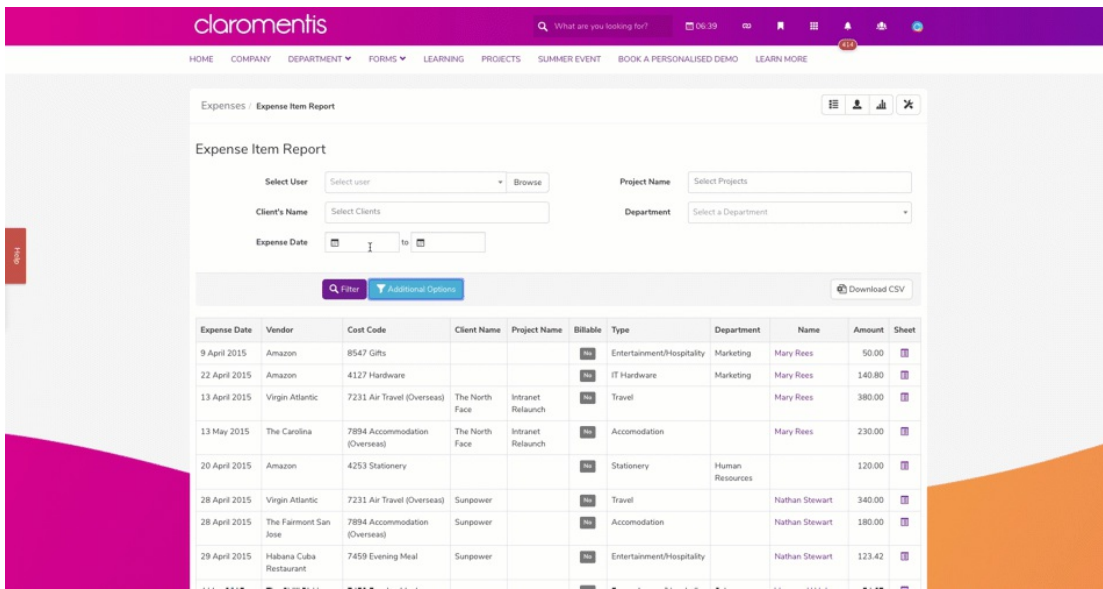 claromentis
What are you looking for?
06:39
414
HOME COMPANY DEPARTMENT FORMS LEARNING PROJECTS SUMMER EVENT BOOK A PERSONALISED DEMO LEARN MORE
Expenses / Expense Item Report
Expense Item Report
Select User Select user Browse Project Name Select Projects
Client's Name Select Clients Department Select a Department
Expense Date to
Help
Filter Additional Options Download CSV
Expense Date Vendor Cost Code Client Name Project Name Billable Type Department Name Amount Sheet
9 April 2015 Amazon 8547 Gifts No Entertainment/Hospitality Marketing Mary Rees 50.00
22 April 2015 Amazon 4127 Hardware No IT Hardware Marketing Mary Rees 140.80
13 April 2015 Virgin Atlantic 7231 Air Travel (Overseas) The North Intranet No Travel Mary Rees 380.00
Face Relaunch
13 May 2015 The Carolina 7894 Accommodation The North Intranet No Accomodation Mary Rees 230.00
(Overseas) Face Relaunch
20 April 2015 Amazon 4253 Stationery No Stationery Human 120.00
Resources
28 April 2015 Virgin Atlantic 7231 Air Travel (Overseas) Sunpower No Travel Nathan Stewart 340.00
28 April 2015 The Fairmont San 7894 Accommodation Sunpower No Accomodation Nathan Stewart 180.00
Jose (Overseas)
29 April 2015 Habana Cuba 7459 Evening Meal Sunpower No Entertainment/Hospitality Nathan Stewart 123.42
Restaurant